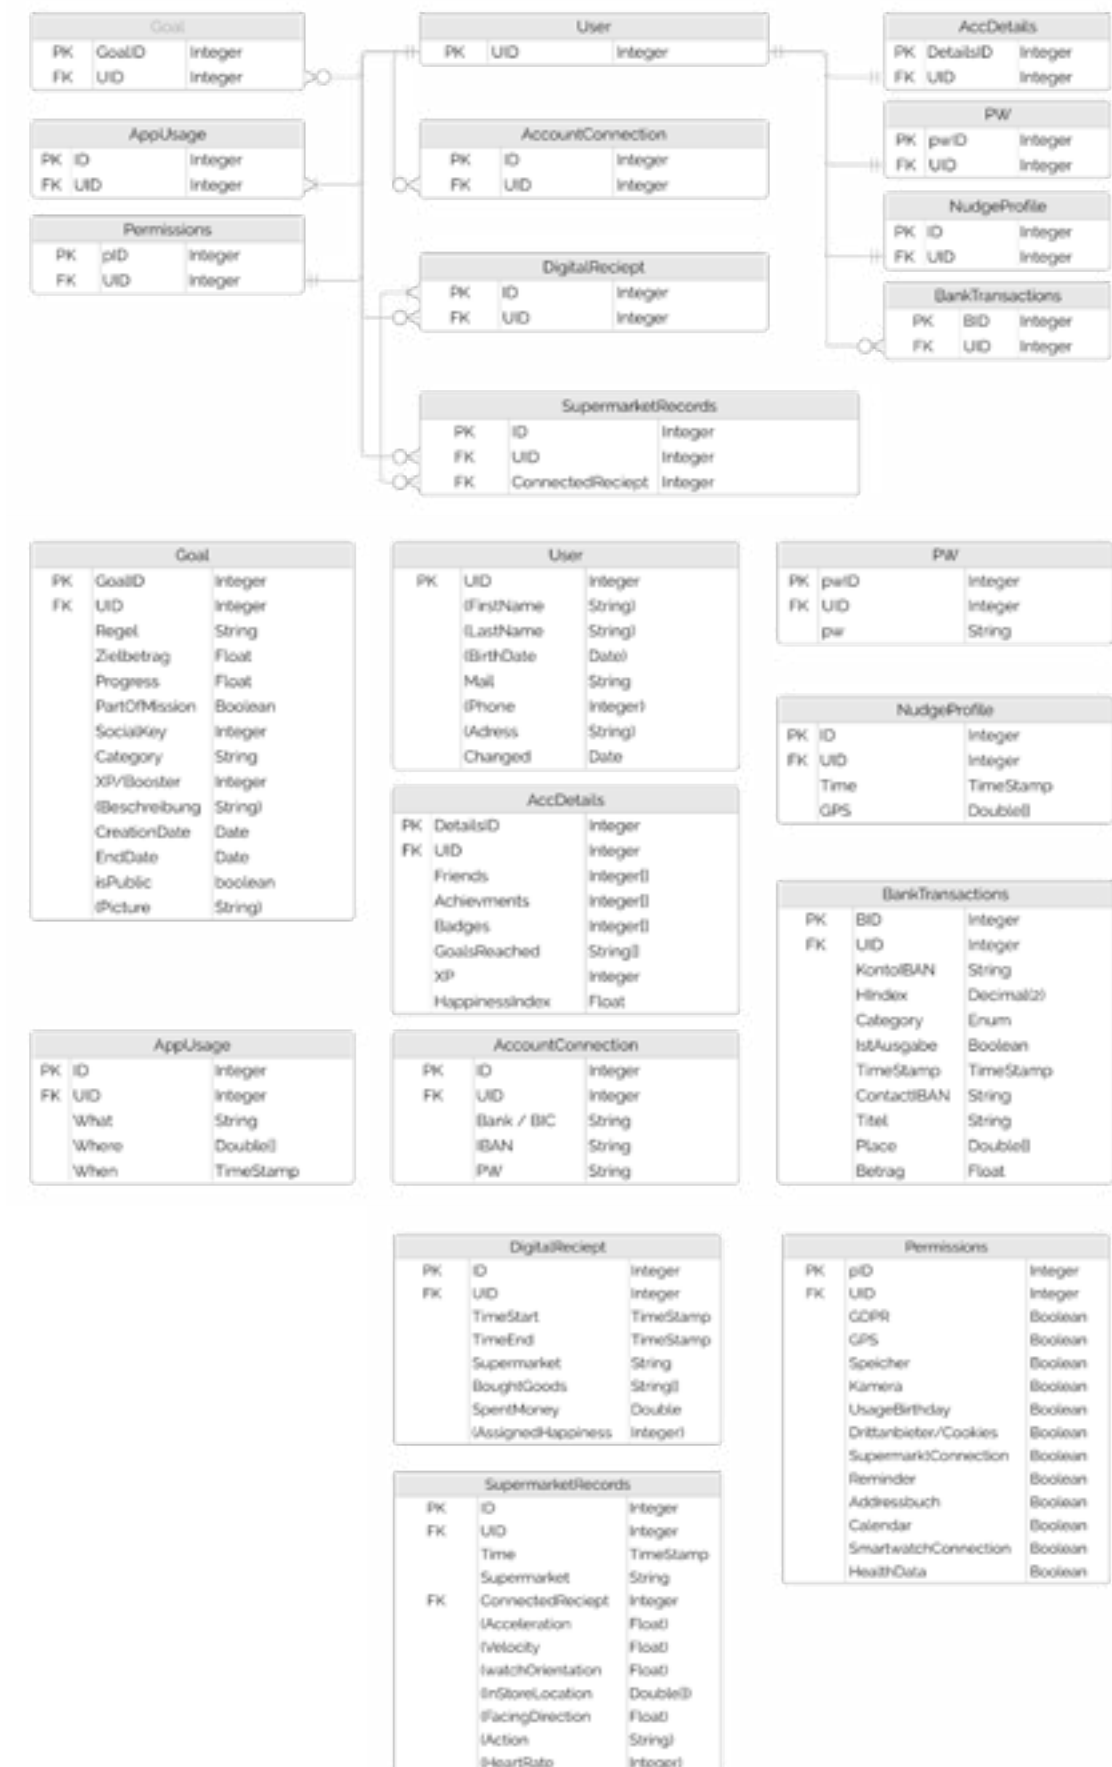 Goal
PK GoalID Integer
FK UID Integer
User
PK UID Integer
AccDetails
PK DetailsID Integer
FK UID Integer
AppUsage
PK ID Integer
FK UID Integer
AccountConnection
PK ID Integer
FK UID Integer
PW
PK pwID Integer
FK UID Integer
Permissions
PK pID Integer
FK UID Integer
DigitalReciept
PK ID Integer
FK UID Integer
NudgeProfile
PK ID Integer
FK UID Integer
BankTransactions
PK BID Integer
FK UID Integer
SupermarketRecords
PK ID Integer
FK UID Integer
FK ConnectedReciept Integer
Goal
PK GoalID Integer
FK UID Integer
Regel String
Zielbetrag Float
Progress Float
PartOfMission Boolean
SocialKey Integer
Category String
XP/Booster Integer
(Beschreibung String)
CreationDate Date
EndDate Date
isPublic boolean
(Picture String)
User
PK UID Integer
(FirstName String)
(LastName String)
(BirthDate Date)
Mail String
(Phone Integer)
(Adress String)
Changed Date
PW
PK pwID Integer
FK UID Integer
pw String
NudgeProfile
PK ID Integer
FK UID Integer
Time TimeStamp
GPS Double[]
AccDetails
PK DetailsID Integer
FK UID Integer
Friends Integer[]
Achievments Integer[]
Badges Integer[]
GoalsReached String[]
XP Integer
HappinessIndex Float
BankTransactions
PK BID Integer
FK UID Integer
KontoIBAN String
HIndex Decimal(2)
Category Enum
IstAusgabe Boolean
TimeStamp TimeStamp
ContactIBAN String
Titel String
Place Double[]
Betrag Float
AppUsage
PK ID Integer
FK UID Integer
What String
Where Double[]
When TimeStamp
AccountConnection
PK ID Integer
FK UID Integer
Bank / BIC String
IBAN String
PW String
DigitalReciept
PK ID Integer
FK UID Integer
TimeStart TimeStamp
TimeEnd TimeStamp
Supermarket String
BoughtGoods String[]
SpentMoney Double
(AssignedHappiness Integer)
Permissions
PK pID Integer
FK UID Integer
GDPR Boolean
GPS Boolean
Speicher Boolean
Kamera Boolean
UsageBirthday Boolean
Drittanbieter/Cookies Boolean
SupermarktConnection Boolean
Reminder Boolean
Addressbuch Boolean
Calendar Boolean
SmartwatchConnection Boolean
HealthData Boolean
SupermarketRecords
PK ID Integer
FK UID Integer
Time TimeStamp
Supermarket String
FK ConnectedReciept Integer
(Acceleration Float)
(Velocity Float)
(watchOrientation Float)
(InStoreLocation Double[])
(FacingDirection Float)
(Action String)
(HeartRate Integer)